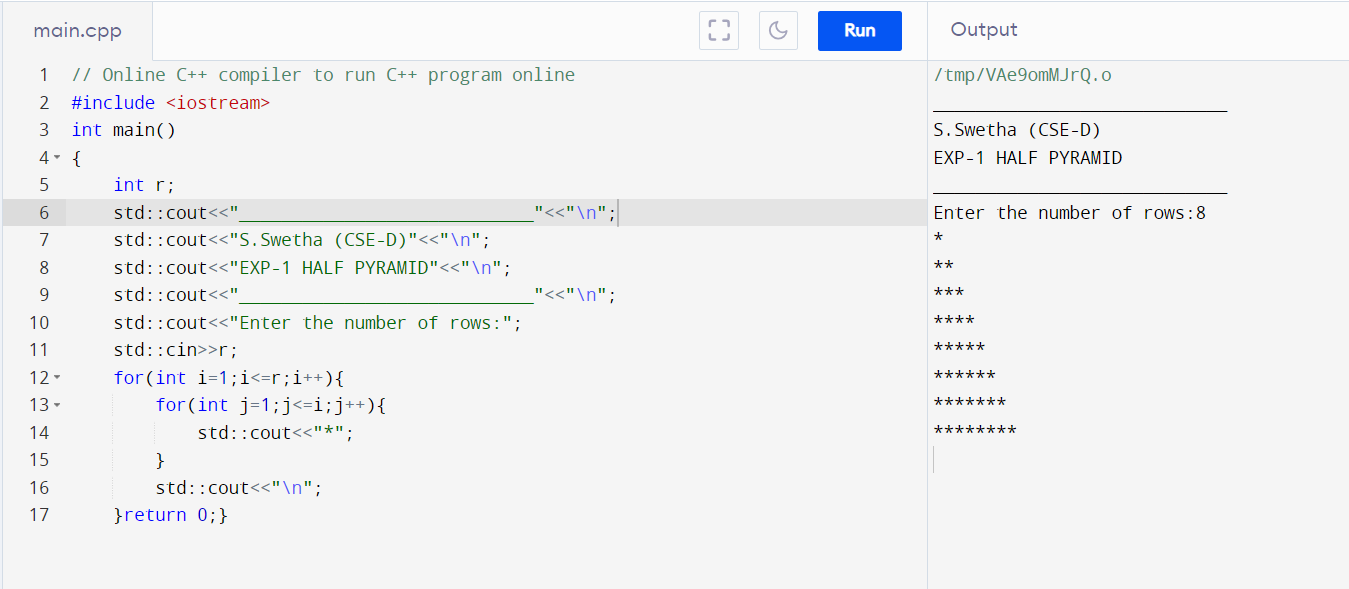 main.cpp
Run
Output
1 // Online C++ compiler to run C++ program online
2 #include <iostream>
3 int main()
4 {
5     int r;
6     std::cout<<"____________________________"<<"\n";
7     std::cout<<"S.Swetha (CSE-D)"<<"\n";
8     std::cout<<"EXP-1 HALF PYRAMID"<<"\n";
9     std::cout<<"____________________________"<<"\n";
10     std::cout<<"Enter the number of rows:";
11     std::cin>>r;
12     for(int i=1;i<=r;i++){
13         for(int j=1;j<=i;j++){
14             std::cout<<"*";
15         }
16         std::cout<<"\n";
17     }return 0;}
/tmp/VAe9omMJrQ.o
____________________________
S.Swetha (CSE-D)
EXP-1 HALF PYRAMID
____________________________
Enter the number of rows:8
*
**
***
****
*****
******
*******
********